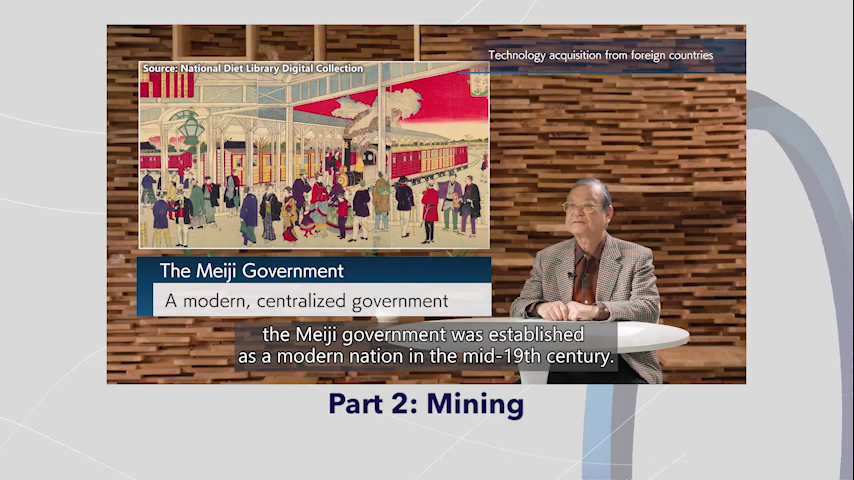 Technology acquisition from foreign countries
Source: National Diet Library Digital Collection
The Meiji Government
A modern, centralized government
the Meiji government was established
as a modern nation in the mid-19th century.
Part 2: Mining